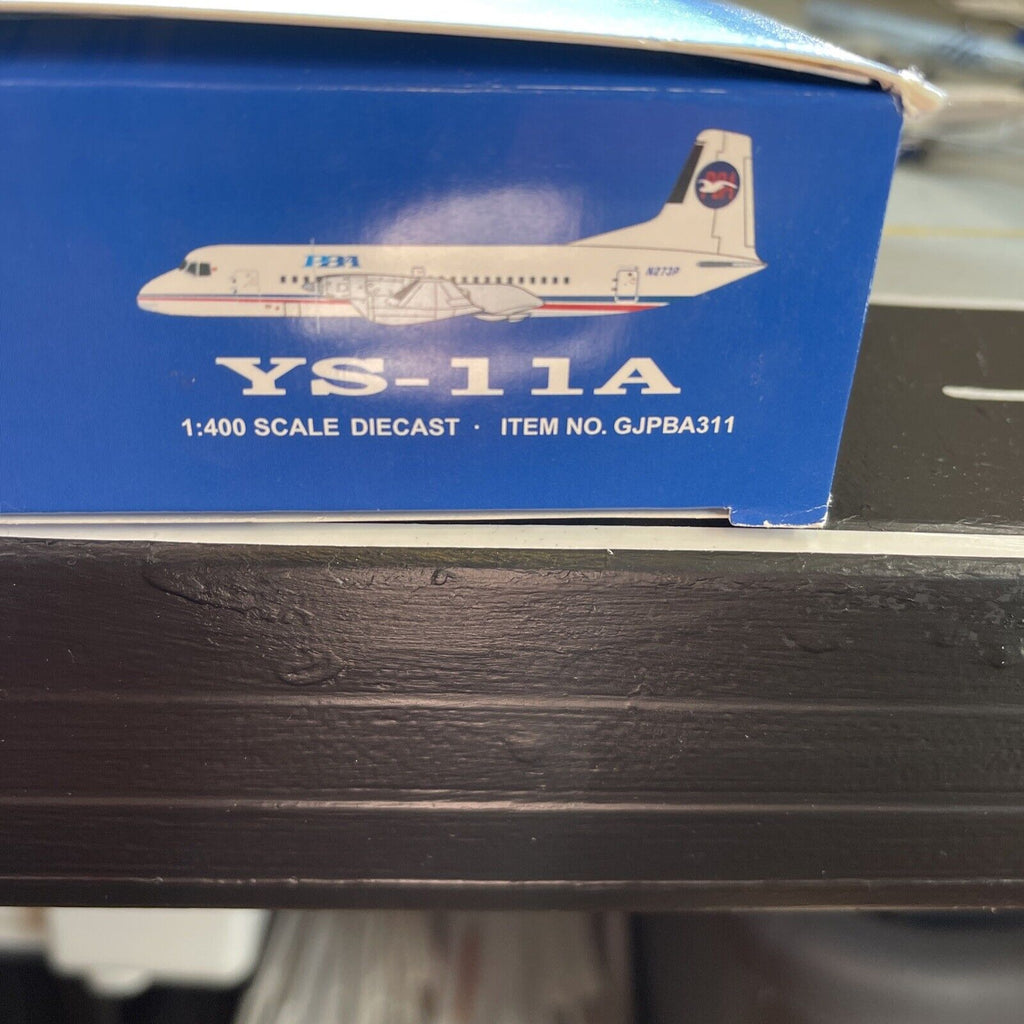 PBA
N273P
YS-11A
1:400 SCALE DIECAST · ITEM NO. GJPBA311